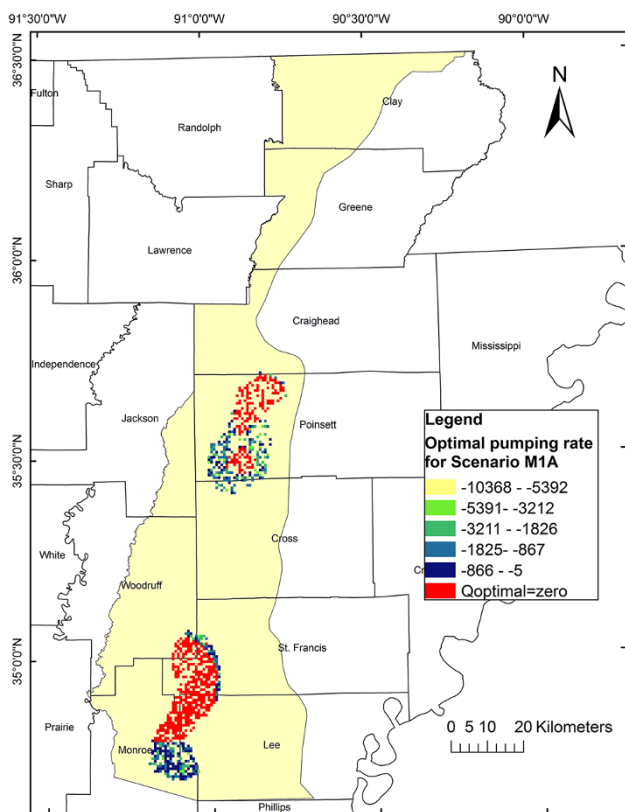 91°30'0"W 91°0'0"W 90°30'0"W 90°0'0"W
36°30'0"N
36°0'0"N
35°30'0"N
35°0'0"N
N
Fulton
Clay
Randolph
Sharp
Greene
Lawrence
Craighead
Mississippi
Independence
Jackson
Poinsett
Cross
White
Woodruff
St. Francis
Prairie
Monroe
Lee
Phillips
Legend
Optimal pumping rate
for Scenario M1A
-10368 - -5392
-5391- -3212
-3211 - -1826
-1825- -867
-866 - -5
Qoptimal=zero
0 5 10 20 Kilometers